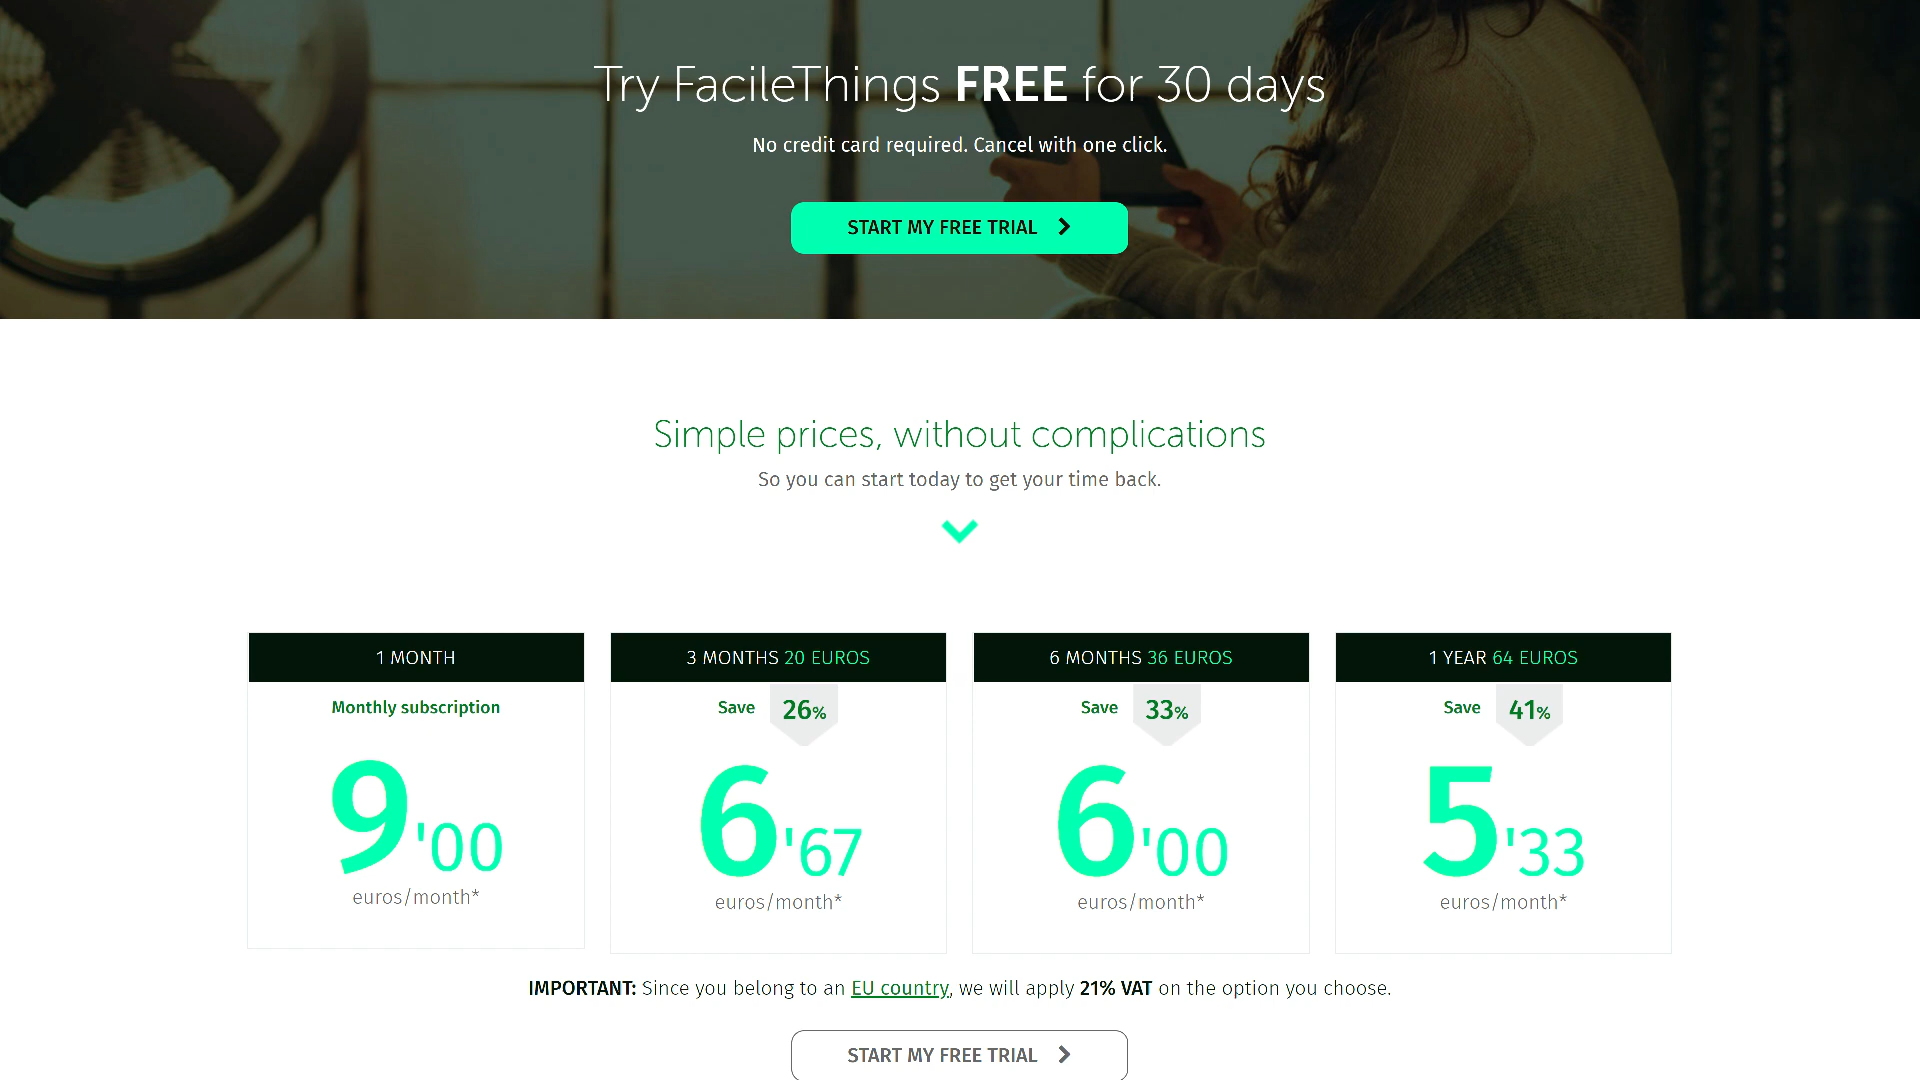 Try FacileThings FREE for 30 days
No credit card required. Cancel with one click.
START MY FREE TRIAL
Simple prices, without complications
So you can start today to get your time back.
1 MONTH
Monthly subscription
9'00
euros/month*
3 MONTHS 20 EUROS
Save 26%
6'67
euros/month*
6 MONTHS 36 EUROS
Save 33%
6'00
euros/month*
1 YEAR 64 EUROS
Save 41%
5'33
euros/month*
IMPORTANT: Since you belong to an EU country, we will apply 21% VAT on the option you choose.
START MY FREE TRIAL